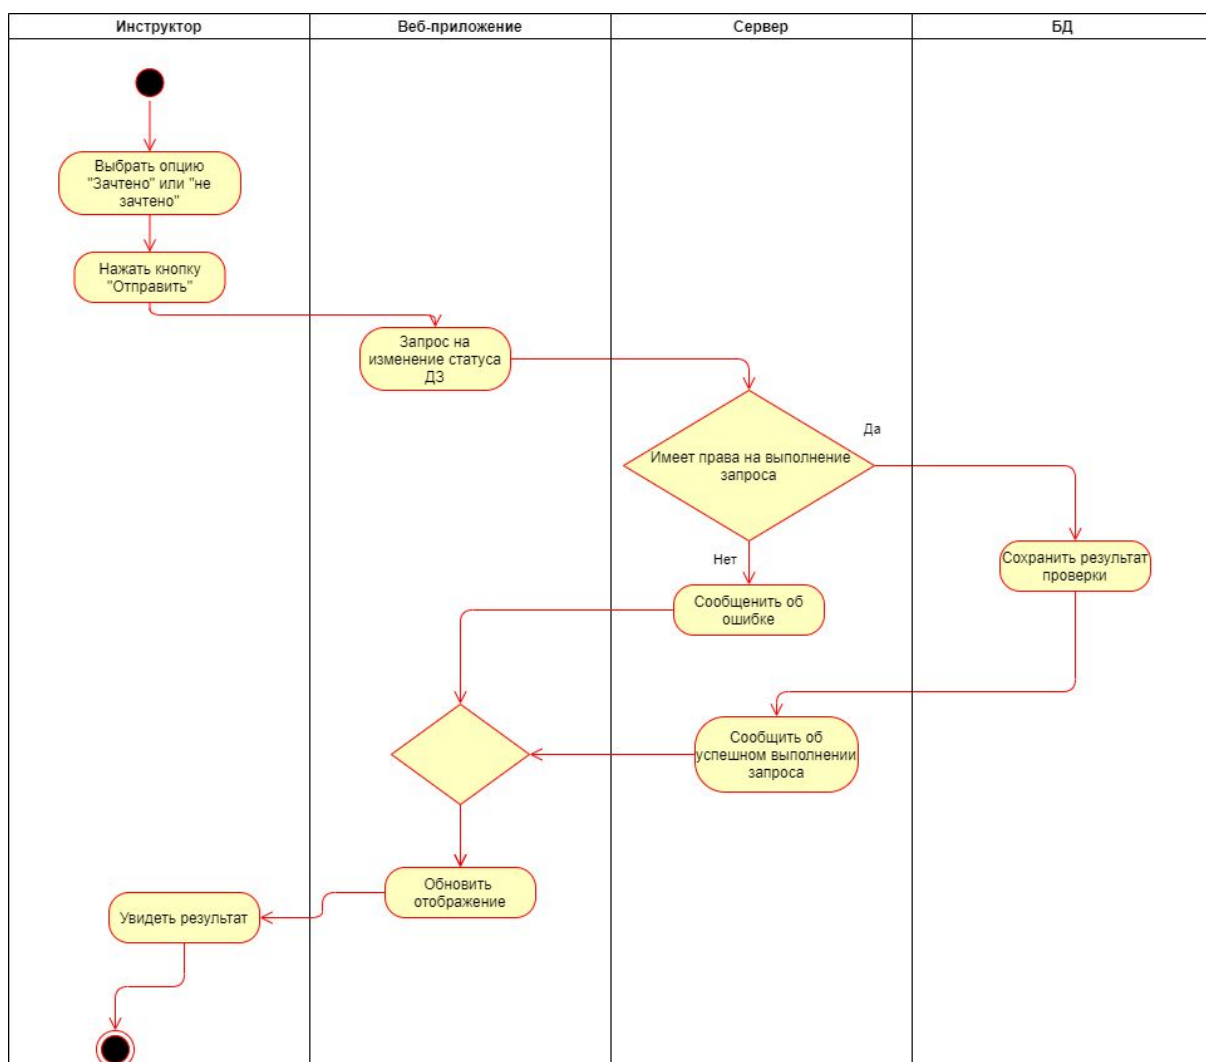 Инструктор
Веб-приложение
Сервер
БД
Выбрать опцию
"Зачтено" или "не
зачтено"
Нажать кнопку
"Отправить"
Запрос на
изменение статуса
ДЗ
Имеет права на выполнение
запроса
Да
Нет
Сохранить результат
проверки
Сообщенить об
ошибке
Сообщить об
успешном выполнении
запроса
Обновить
отображение
Увидеть результат